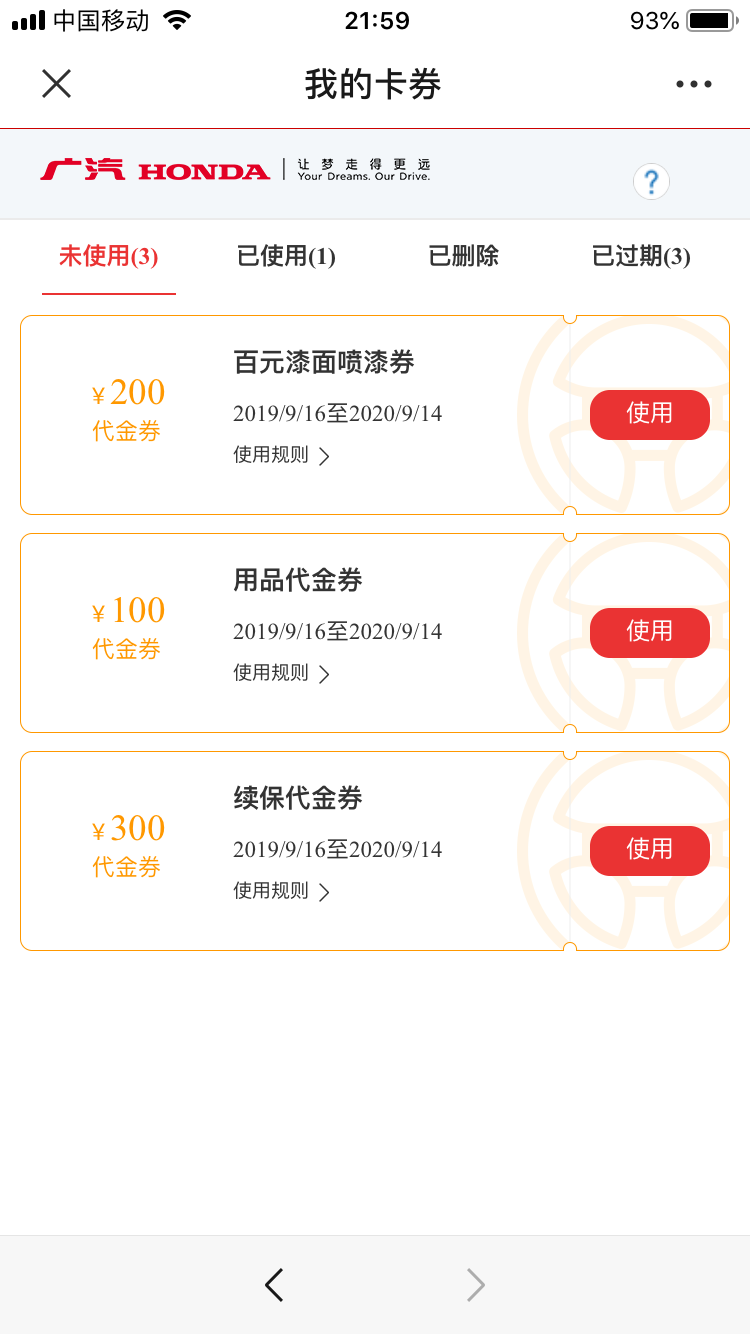 中国移动 21:59 93%
我的卡券
广汽 HONDA 让梦走得更远
Your Dreams. Our Drive.
?
未使用(3) 已使用(1) 已删除 已过期(3)
百元漆面喷漆券
¥200
代金券
2019/9/16至2020/9/14
使用规则
使用
用品代金券
¥100
代金券
2019/9/16至2020/9/14
使用规则
使用
续保代金券
¥300
代金券
2019/9/16至2020/9/14
使用规则
使用